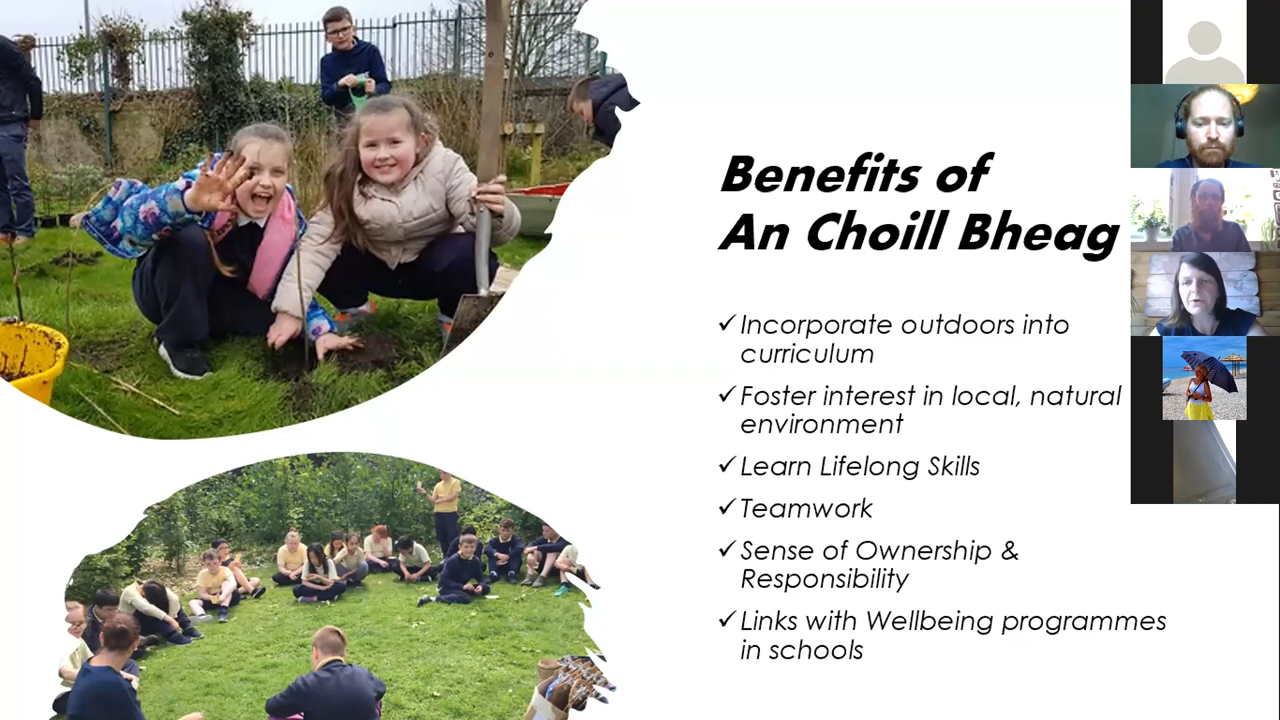 Benefits of
An Choill Bheag
✓ Incorporate outdoors into
curriculum
✓ Foster interest in local, natural
environment
✓ Learn Lifelong Skills
✓ Teamwork
✓ Sense of Ownership &
Responsibility
✓ Links with Wellbeing programmes
in schools